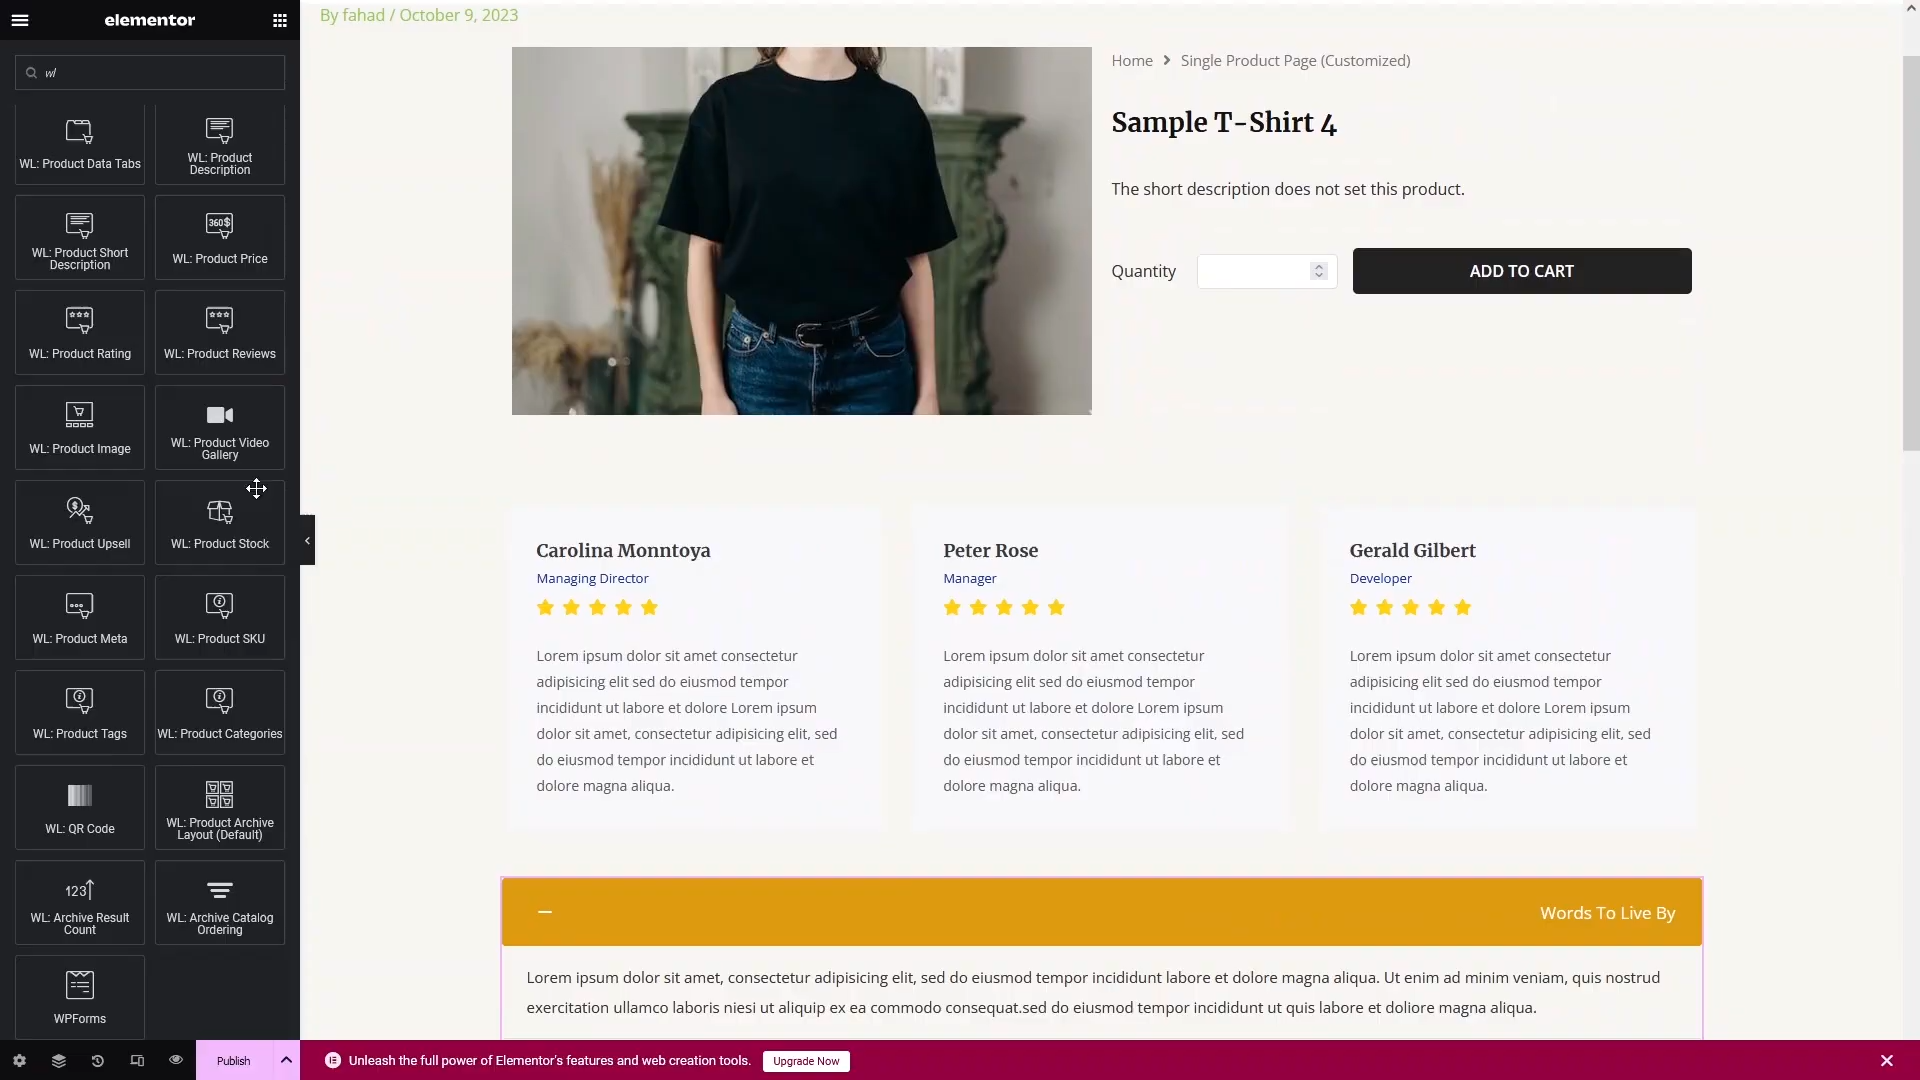 elementor
wl
WL: Product Data Tabs
WL: Product
Description
WL: Product Short
Description
360$
WL: Product Price
WL: Product Rating
WL: Product Reviews
WL: Product Image
WL: Product Video
Gallery
WL: Product Upsell
WL: Product Stock
WL: Product Meta
WL: Product SKU
WL: Product Tags
WL: Product Categories
WL: QR Code
WL: Product Archive
Layout (Default)
123
WL: Archive Result
Count
WL: Archive Catalog
Ordering
WPForms
Publish
By fahad / October 9, 2023
Home > Single Product Page (Customized)
Sample T-Shirt 4
The short description does not set this product.
Quantity
ADD TO CART
Carolina Monntoya
Managing Director
Lorem ipsum dolor sit amet consectetur
adipisicing elit sed do eiusmod tempor
incididunt ut labore et dolore Lorem ipsum
dolor sit amet, consectetur adipisicing elit, sed
do eiusmod tempor incididunt ut labore et
dolore magna aliqua.
Peter Rose
Manager
Lorem ipsum dolor sit amet consectetur
adipisicing elit sed do eiusmod tempor
incididunt ut labore et dolore Lorem ipsum
dolor sit amet, consectetur adipisicing elit, sed
do eiusmod tempor incididunt ut labore et
dolore magna aliqua.
Gerald Gilbert
Developer
Lorem ipsum dolor sit amet consectetur
adipisicing elit sed do eiusmod tempor
incididunt ut labore et dolore Lorem ipsum
dolor sit amet, consectetur adipisicing elit, sed
do eiusmod tempor incididunt ut labore et
dolore magna aliqua.
Words To Live By
Lorem ipsum dolor sit amet, consectetur adipisicing elit, sed do eiusmod tempor incididunt labore et dolore magna aliqua. Ut enim ad minim veniam, quis nostrud
exercitation ullamco laboris niesi ut aliquip ex ea commodo consequat.sed do eiusmod tempor incididunt ut quis labore et doliore magna aliqua.
Unleash the full power of Elementor's features and web creation tools.
Upgrade Now